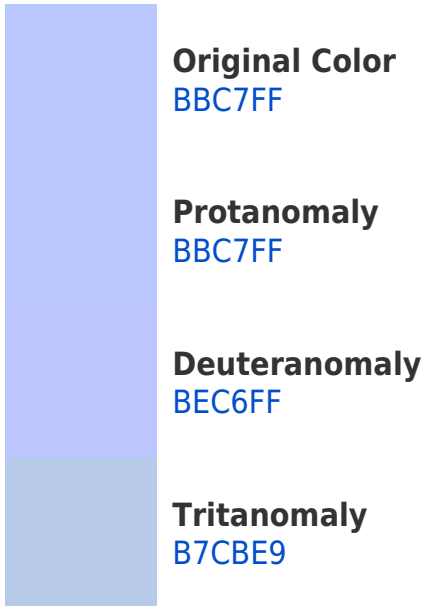 Original Color
BBC7FF
Protanomaly
BBC7FF
Deuteranomaly
BEC6FF
Tritanomaly
B7CBE9